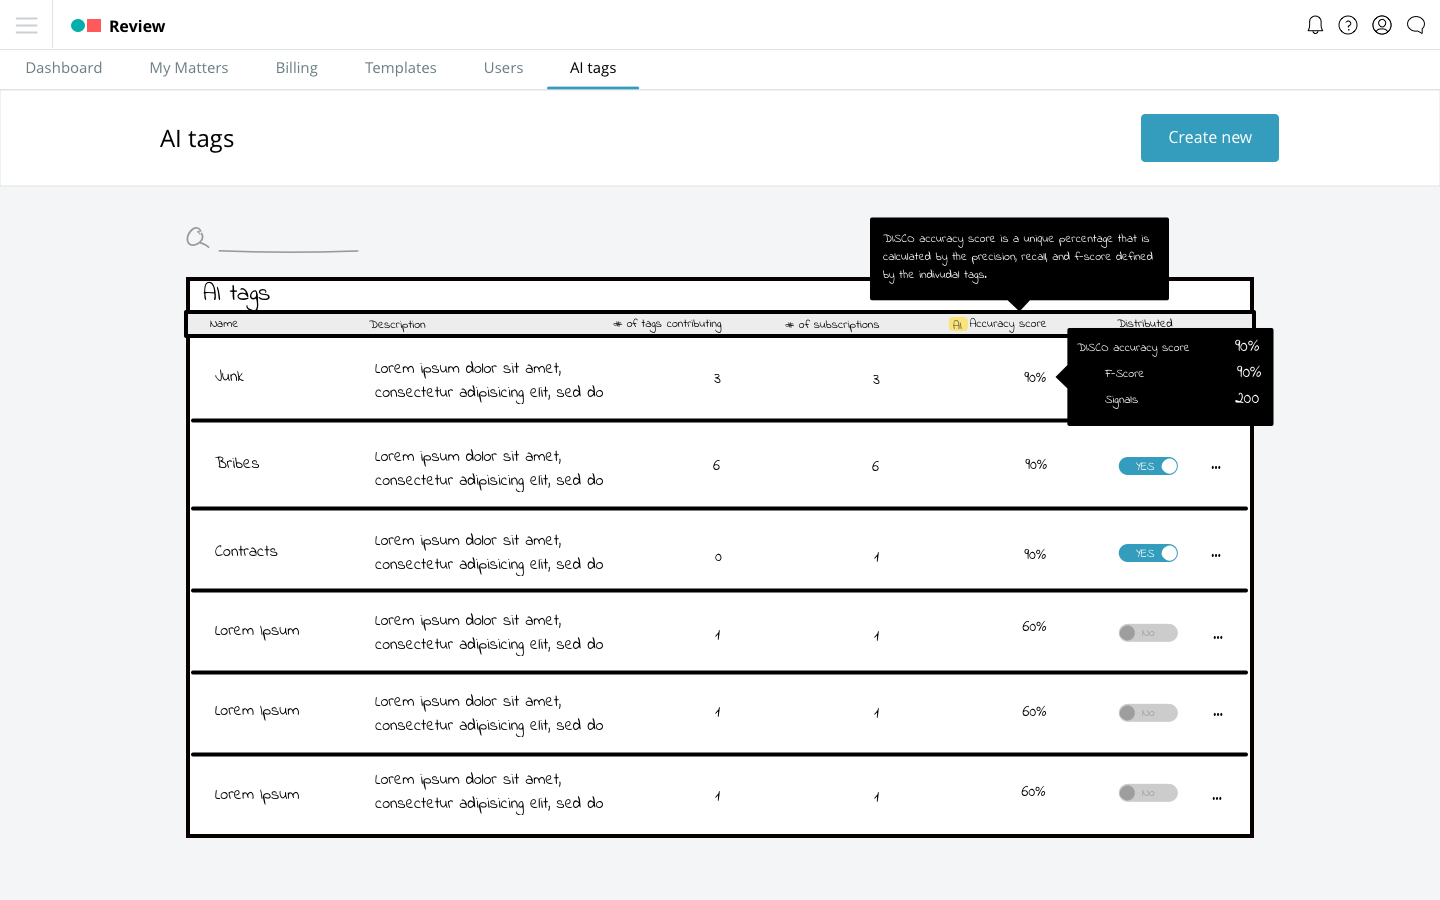 Review
Dashboard My Matters Billing Templates Users AI tags
AI tags
Create new
DISCO accuracy score is a unique percentage that is
calculated by the precision, recall, and f-score defined
by the indivudal tags.
AI tags
Name Description # of tags contributing # of subscriptions AI Accuracy score Distributed
Junk
Lorem ipsum dolor sit amet,
consectetur adipisicing elit, sed do
3 3 90%
DISCO accuracy score 90%
F-Score 90%
Signals 200
Bribes
Lorem ipsum dolor sit amet,
consectetur adipisicing elit, sed do
6 6 90% YES ...
Contracts
Lorem ipsum dolor sit amet,
consectetur adipisicing elit, sed do
0 1 90% YES ...
Lorem Ipsum
Lorem ipsum dolor sit amet,
consectetur adipisicing elit, sed do
1 1 60% No ...
Lorem Ipsum
Lorem ipsum dolor sit amet,
consectetur adipisicing elit, sed do
1 1 60% No ...
Lorem Ipsum
Lorem ipsum dolor sit amet,
consectetur adipisicing elit, sed do
1 1 60% No ...